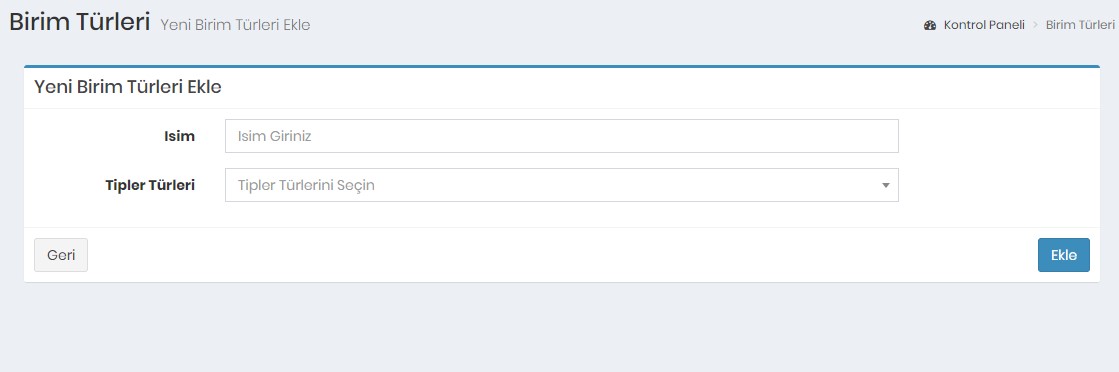 Birim Türleri Yeni Birim Türleri Ekle
Kontrol Paneli > Birim Türleri
Yeni Birim Türleri Ekle
Isim Isim Giriniz
Tipler Türleri Tipler Türlerini Seçin
Geri Ekle